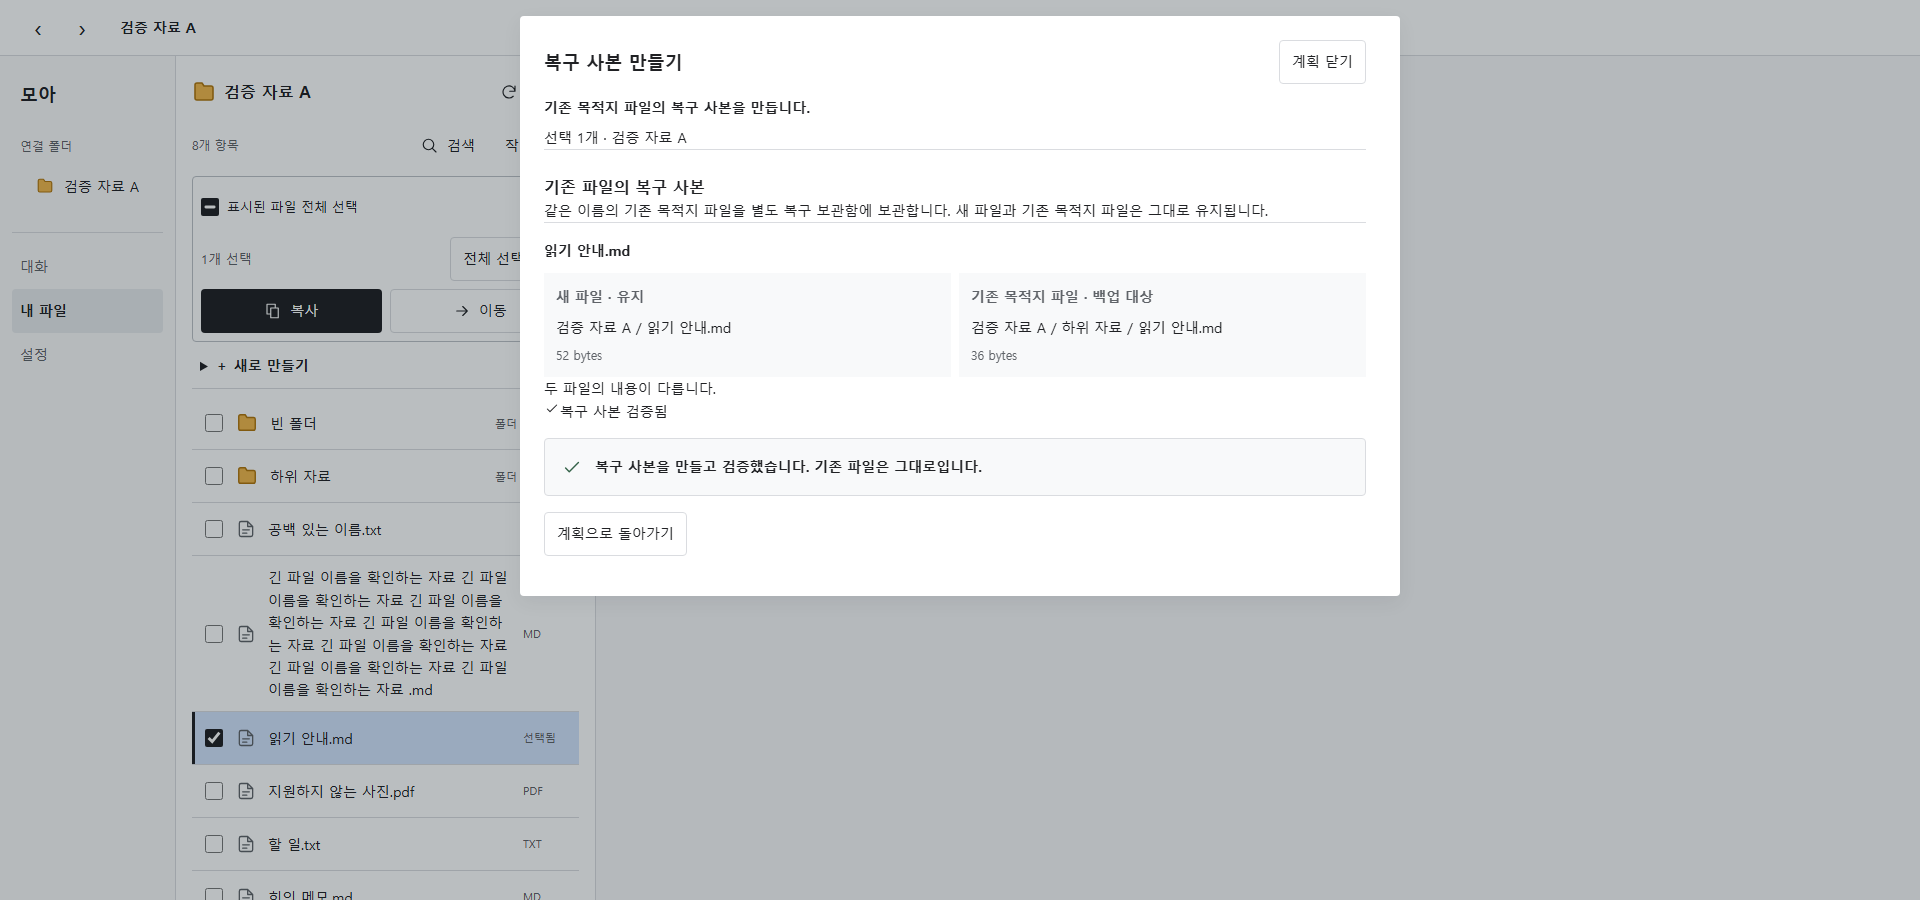 검증 자료 A
모아
연결 폴더
검증 자료 A
대화
내 파일
설정
검증 자료 A
8개 항목
검색
작
표시된 파일 전체 선택
1개 선택
전체 선택
복사
이동
+ 새로 만들기
빈 폴더
폴더
하위 자료
폴더
공백 있는 이름.txt
긴 파일 이름을 확인하는 자료 긴 파일
이름을 확인하는 자료 긴 파일 이름을
확인하는 자료 긴 파일 이름을 확인하
는 자료 긴 파일 이름을 확인하는 자료
긴 파일 이름을 확인하는 자료 긴 파일
이름을 확인하는 자료 .md
MD
읽기 안내.md
선택됨
지원하지 않는 사진.pdf
PDF
할 일.txt
TXT
회의 메모.md
MD
복구 사본 만들기
계획 닫기
기존 목적지 파일의 복구 사본을 만듭니다.
선택 1개 · 검증 자료 A
기존 파일의 복구 사본
같은 이름의 기존 목적지 파일을 별도 복구 보관함에 보관합니다. 새 파일과 기존 목적지 파일은 그대로 유지됩니다.
읽기 안내.md
새 파일 · 유지
검증 자료 A / 읽기 안내.md
52 bytes
기존 목적지 파일 · 백업 대상
검증 자료 A / 하위 자료 / 읽기 안내.md
36 bytes
두 파일의 내용이 다릅니다.
복구 사본 검증됨
복구 사본을 만들고 검증했습니다. 기존 파일은 그대로입니다.
계획으로 돌아가기